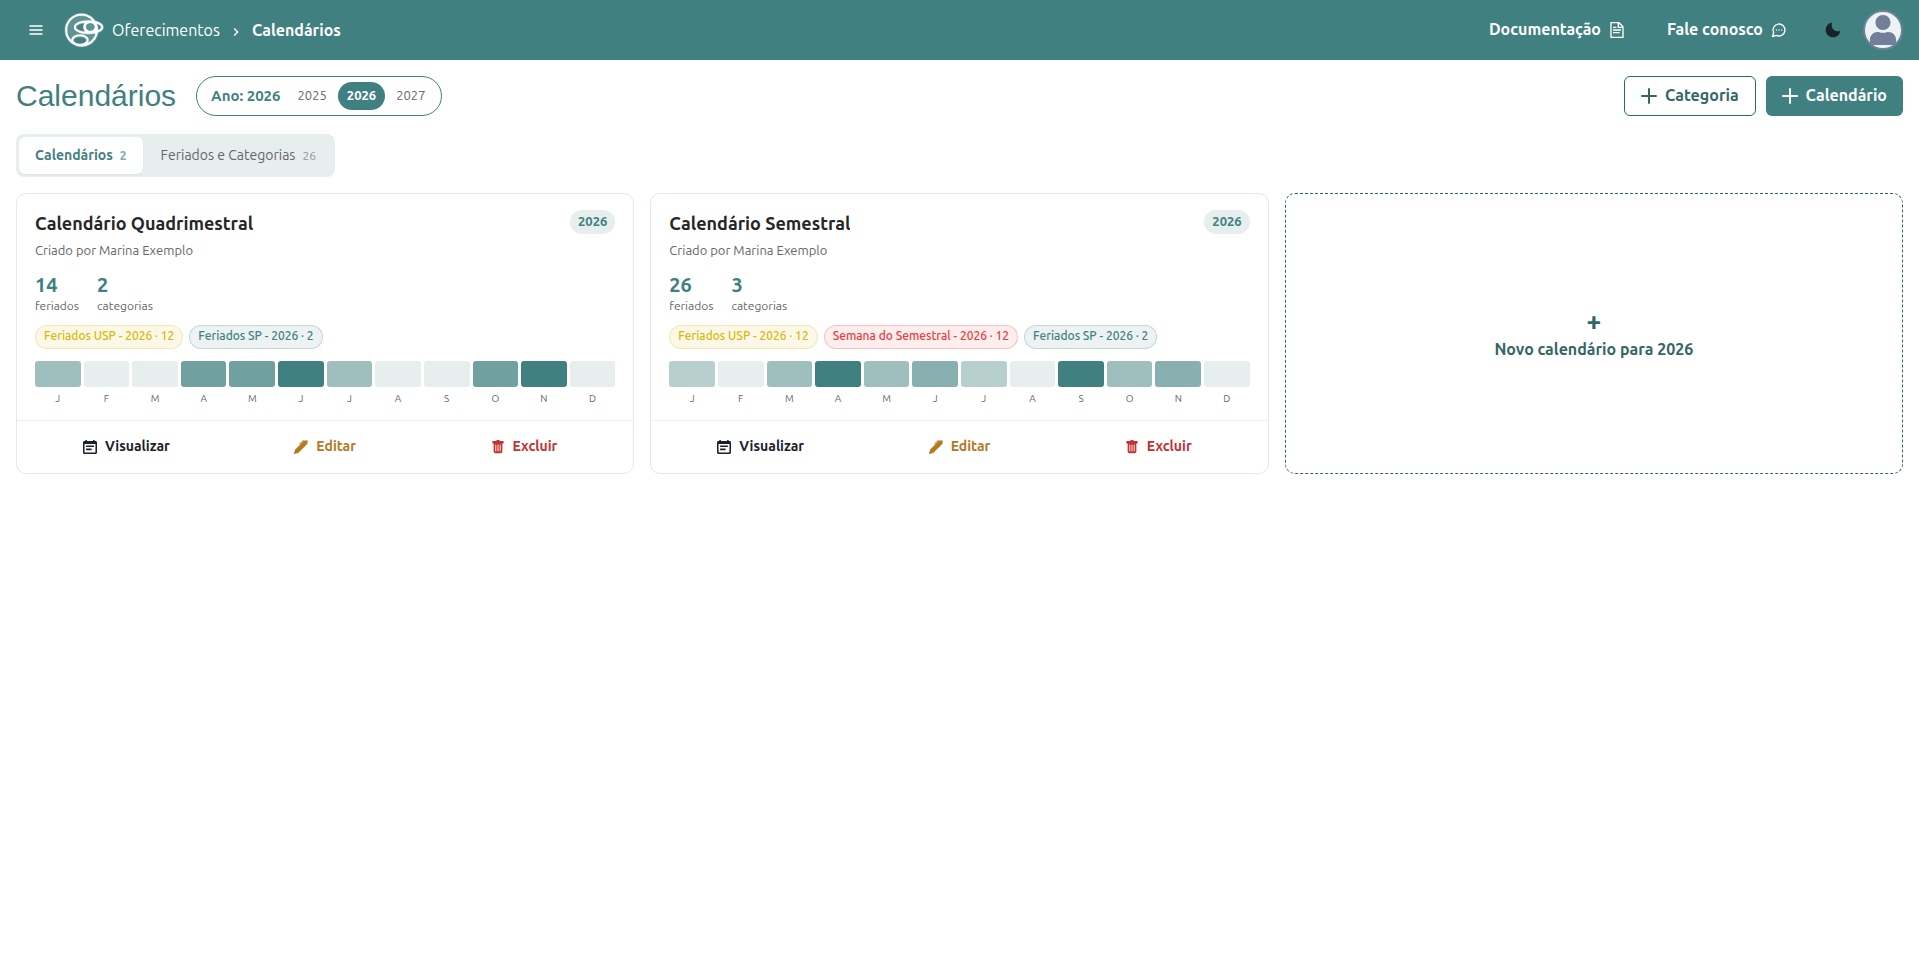 Oferecimentos › Calendários
Documentação
Fale conosco
Calendários
Ano: 2026 2025 2026 2027
+ Categoria
+ Calendário
Calendários 2
Feriados e Categorias 26
Calendário Quadrimestral
2026
Criado por Marina Exemplo
14 2
feriados categorias
Feriados USP - 2026 · 12
Feriados SP - 2026 · 2
J F M A M J J A S O N D
Visualizar
Editar
Excluir
Calendário Semestral
2026
Criado por Marina Exemplo
26 3
feriados categorias
Feriados USP - 2026 · 12
Semana do Semestral - 2026 · 12
Feriados SP - 2026 · 2
J F M A M J J A S O N D
Visualizar
Editar
Excluir
+
Novo calendário para 2026